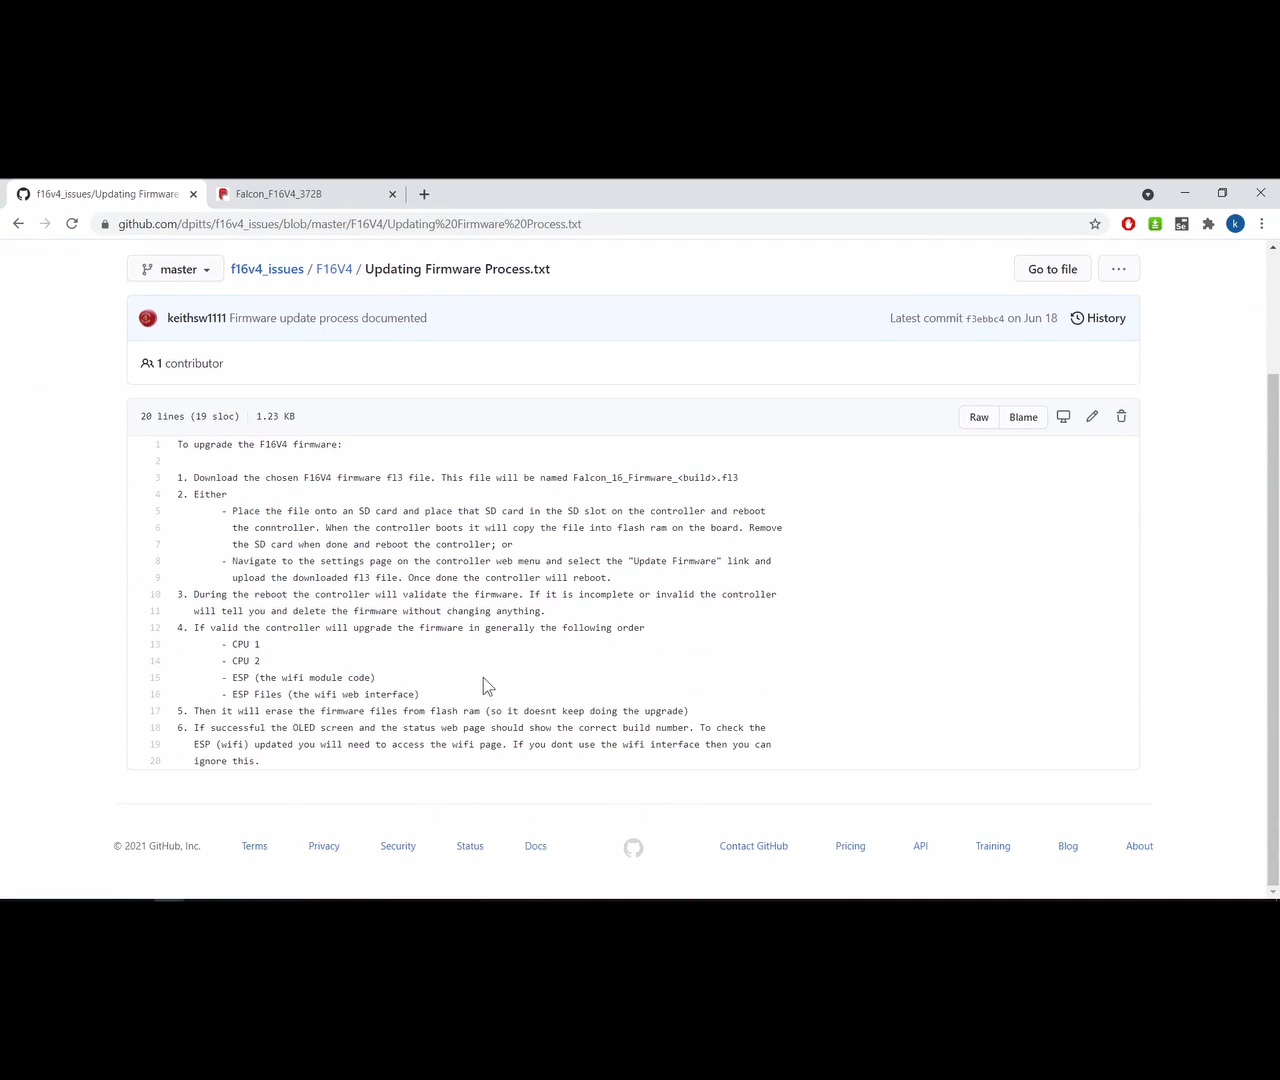 f16v4_issues/Updating Firmware
Falcon_F16V4_372B
github.com/dpitts/f16v4_issues/blob/master/F16V4/Updating%20Firmware%20Process.txt
Se
k
master
f16v4_issues / F16V4 / Updating Firmware Process.txt
Go to file
...
keithsw1111 Firmware update process documented
Latest commit f3ebbc4 on Jun 18
History
1 contributor
20 lines (19 sloc)
1.23 KB
Raw
Blame
1 To upgrade the F16V4 firmware:
2
3 1. Download the chosen F16V4 firmware fl3 file. This file will be named Falcon_16_Firmware_<build>.fl3
4 2. Either
5 - Place the file onto an SD card and place that SD card in the SD slot on the controller and reboot
6 the conntroller. When the controller boots it will copy the file into flash ram on the board. Remove
7 the SD card when done and reboot the controller; or
8 - Navigate to the settings page on the controller web menu and select the "Update Firmware" link and
9 upload the downloaded fl3 file. Once done the controller will reboot.
10 3. During the reboot the controller will validate the firmware. If it is incomplete or invalid the controller
11 will tell you and delete the firmware without changing anything.
12 4. If valid the controller will upgrade the firmware in generally the following order
13 - CPU 1
14 - CPU 2
15 - ESP (the wifi module code)
16 - ESP Files (the wifi web interface)
17 5. Then it will erase the firmware files from flash ram (so it doesnt keep doing the upgrade)
18 6. If successful the OLED screen and the status web page should show the correct build number. To check the
19 ESP (wifi) updated you will need to access the wifi page. If you dont use the wifi interface then you can
20 ignore this.
© 2021 GitHub, Inc.
Terms
Privacy
Security
Status
Docs
Contact GitHub
Pricing
API
Training
Blog
About